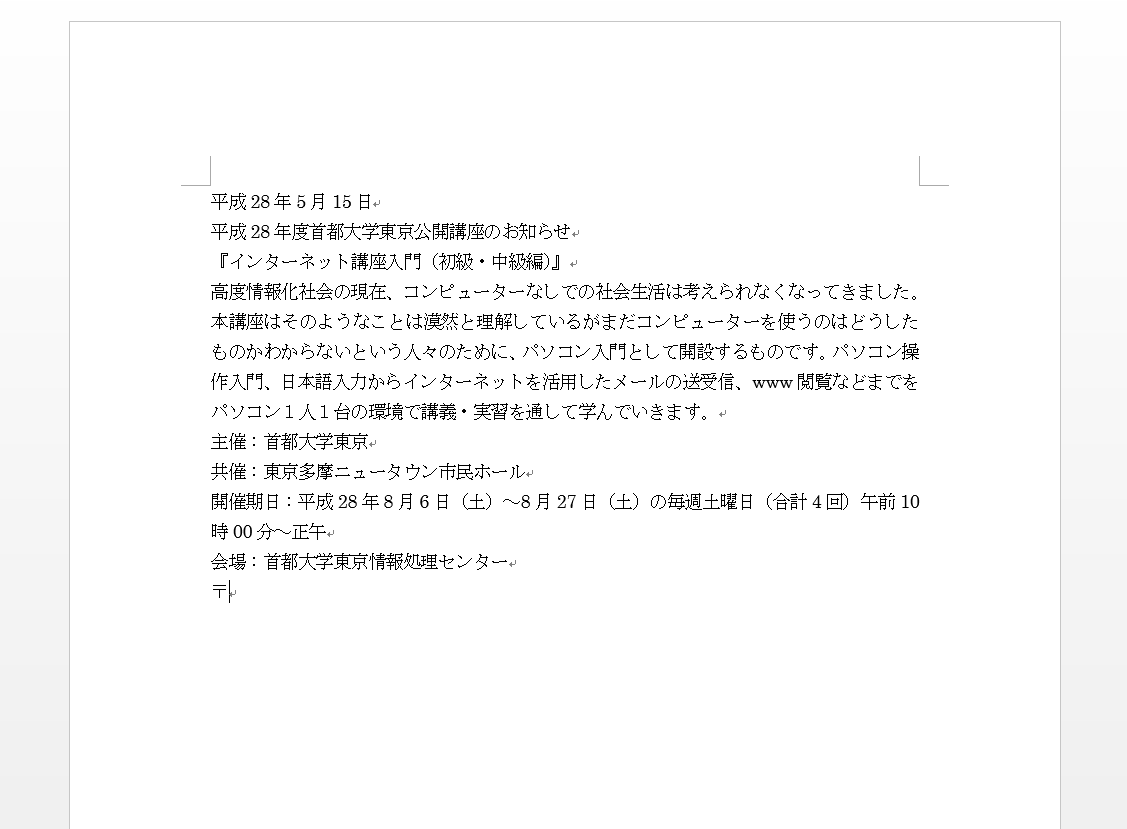 平成 28 年 5 月 15 日
平成 28 年度首都大学東京公開講座のお知らせ
『インターネット講座入門（初級・中級編）』
高度情報化社会の現在、コンピューターなしでの社会生活は考えられなくなってきました。
本講座はそのようなことは漠然と理解しているがまだコンピューターを使うのはどうした
ものかわからないという人々のために、パソコン入門として開設するものです。パソコン操
作入門、日本語入力からインターネットを活用したメールの送受信、www 閲覧などまでを
パソコン１人１台の環境で講義・実習を通して学んでいきます。
主催：首都大学東京
共催：東京多摩ニュータウン市民ホール
開催期日：平成 28 年 8 月 6 日（土）～8 月 27 日（土）の毎週土曜日（合計 4 回）午前 10
時 00 分～正午
会場：首都大学東京情報処理センター
〒